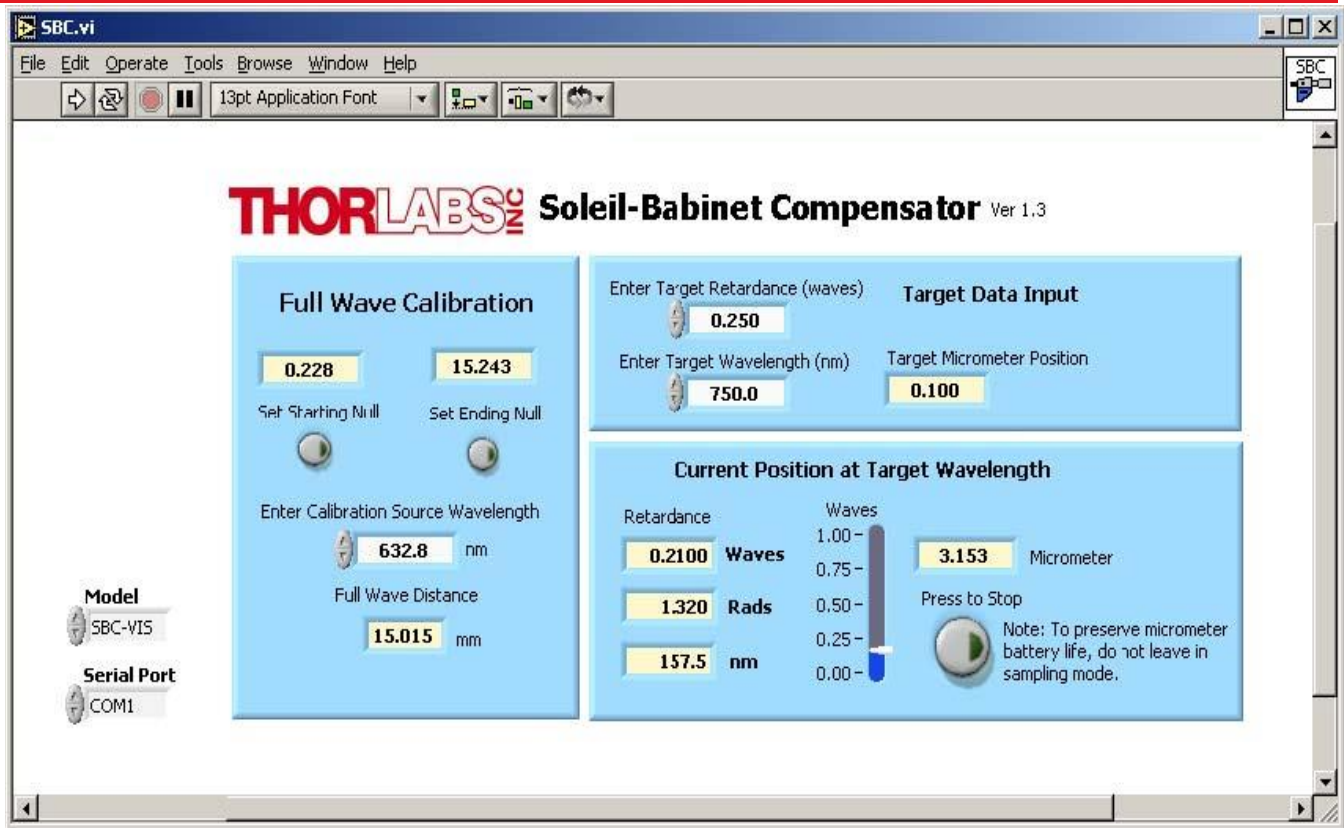 SBC.vi
File Edit Operate Tools Browse Window Help
SBC
13pt Application Font
THORLABS INC Soleil-Babinet Compensator Ver 1.3
Full Wave Calibration
0.228 15.243
Set Starting Null Set Ending Null
Enter Calibration Source Wavelength
632.8 nm
Full Wave Distance
15.015 mm
Model
SBC-VIS
Serial Port
COM1
Enter Target Retardance (waves) Target Data Input
0.250
Enter Target Wavelength (nm) Target Micrometer Position
750.0 0.100
Current Position at Target Wavelength
Retardance Waves
0.2100 Waves
1.320 Rads
157.5 nm
1.00
0.75
0.50
0.25
0.00
3.153 Micrometer
Press to Stop
Note: To preserve micrometer
battery life, do not leave in
sampling mode.